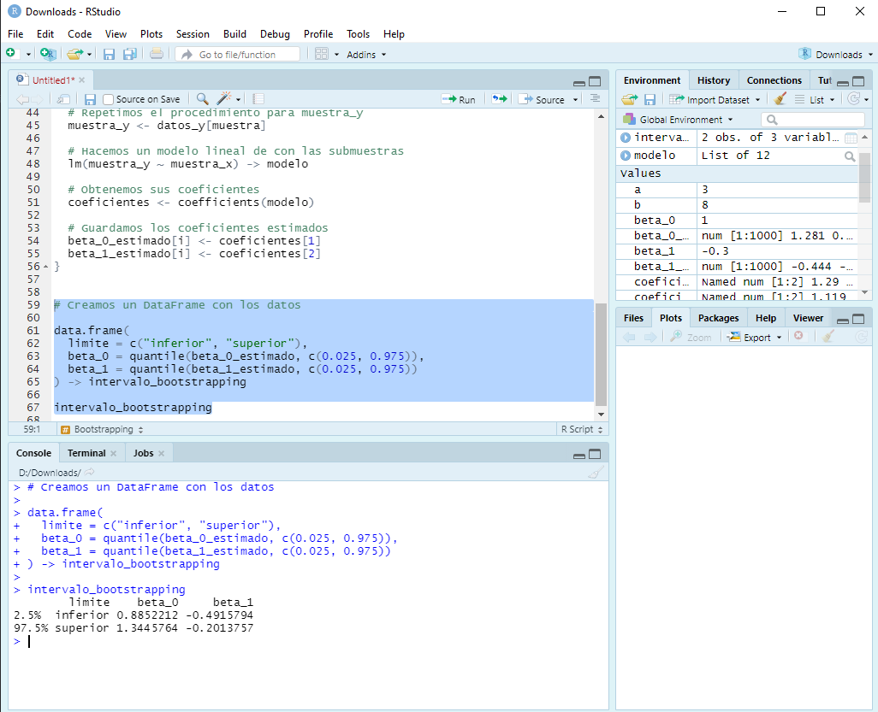 Downloads - RStudio
File Edit Code View Plots Session Build Debug Profile Tools Help
Go to file/function Addins Downloads
Untitled1*
Source on Save Run Source
44 # Repetimos el procedimiento para muestra_y
45 muestra_y <- datos_y[muestra]
46
47 # Hacemos un modelo lineal de con las submuestras
48 lm(muestra_y ~ muestra_x) -> modelo
49
50 # Obtenemos sus coeficientes
51 coeficientes <- coefficients(modelo)
52
53 # Guardamos los coeficientes estimados
54 beta_0_estimado[i] <- coeficientes[1]
55 beta_1_estimado[i] <- coeficientes[2]
56 }
57
58
59 # Creamos un DataFrame con los datos
60
61 data.frame(
62 limite = c("inferior", "superior"),
63 beta_0 = quantile(beta_0_estimado, c(0.025, 0.975)),
64 beta_1 = quantile(beta_1_estimado, c(0.025, 0.975))
65 ) -> intervalo_bootstrapping
66
67 intervalo_bootstrapping
68
59:1 # Bootstrapping R Script
Console Terminal Jobs
D:/Downloads/
> # Creamos un DataFrame con los datos
>
> data.frame(
+ limite = c("inferior", "superior"),
+ beta_0 = quantile(beta_0_estimado, c(0.025, 0.975)),
+ beta_1 = quantile(beta_1_estimado, c(0.025, 0.975))
+ ) -> intervalo_bootstrapping
>
> intervalo_bootstrapping
limite beta_0 beta_1
2.5% inferior 0.8852212 -0.4915794
97.5% superior 1.3445764 -0.2013757
>
Environment History Connections Tut
Import Dataset List
Global Environment
interva... 2 obs. of 3 variabl...
modelo List of 12
Values
a 3
b 8
beta_0 1
beta_0_... num [1:1000] 1.281 0...
beta_1 -0.3
beta_1_... num [1:1000] -0.444 -...
coefici... Named num [1:2] 1.29 ...
coefici... Named num [1:2] 1.119
Files Plots Packages Help Viewer
Zoom Export